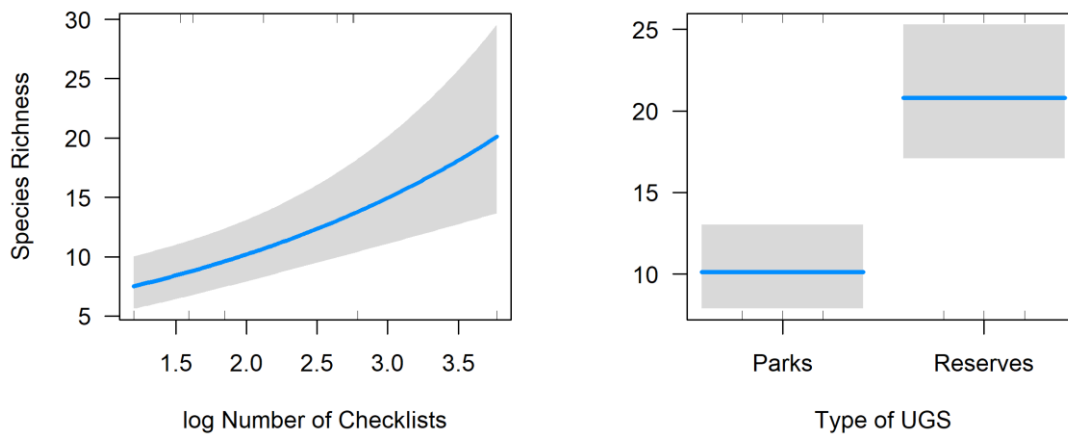 Species Richness
30
25
20
15
10
5
1.5 2.0 2.5 3.0 3.5
log Number of Checklists
25
20
15
10
Parks Reserves
Type of UGS